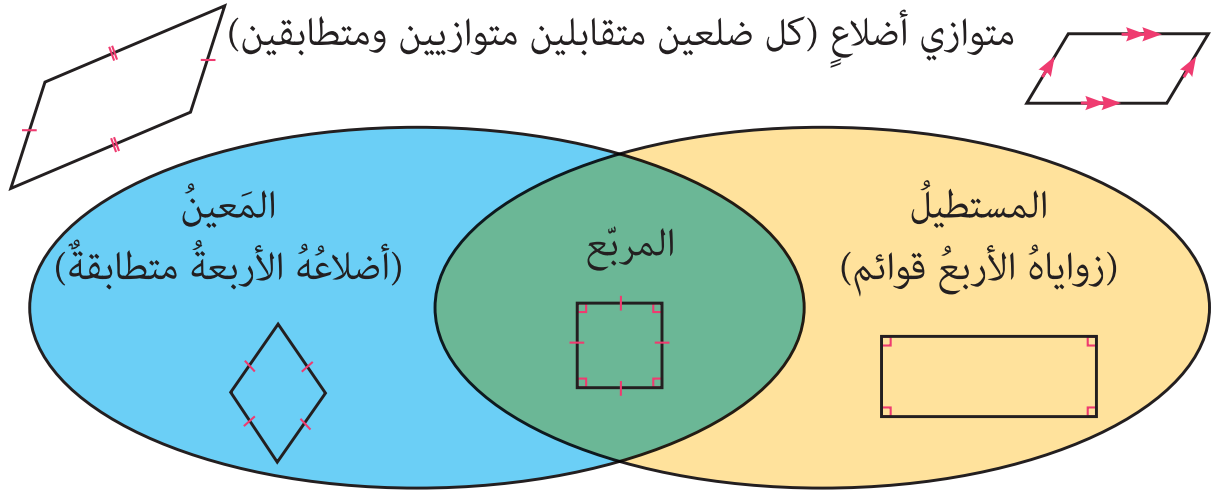 متوازي أضلاعٍ (كل ضلعين متقابلين متوازيين ومتطابقين)
المستطيلُ
(زواياهُ الأربعُ قوائم)
المربّع
المَعينُ
(أضلاعُهُ الأربعةُ متطابقةٌ)